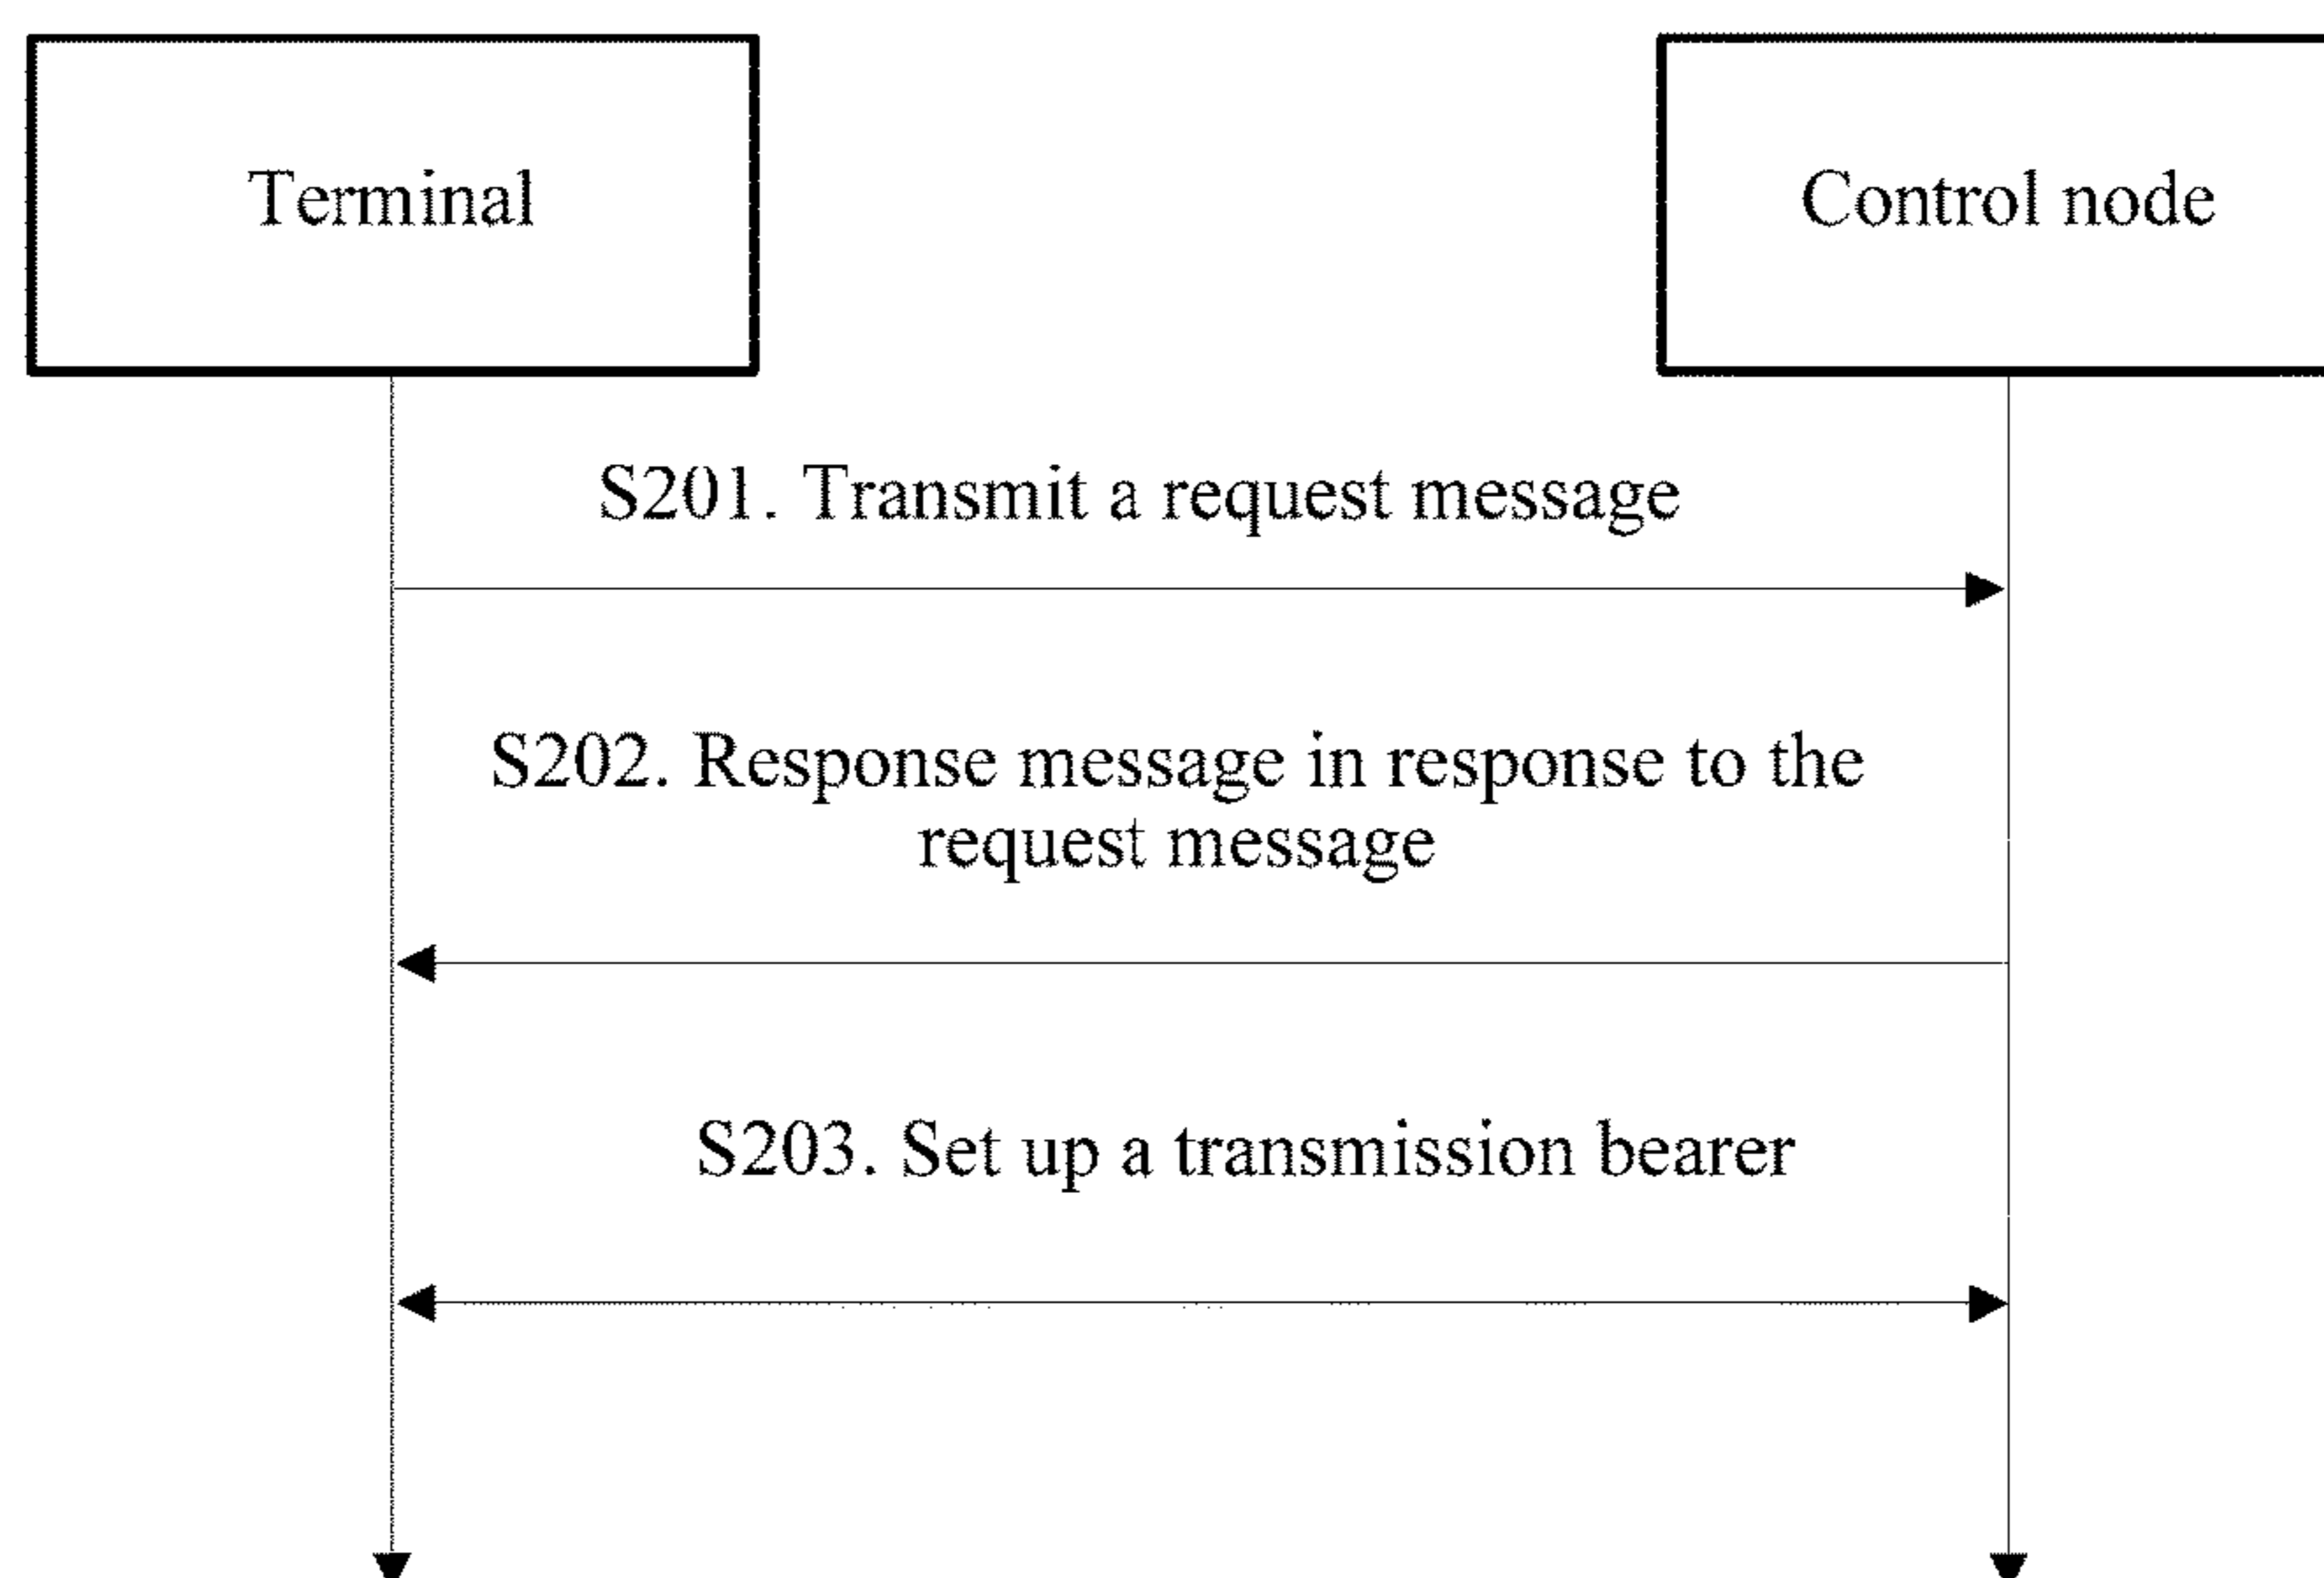 Terminal
Control node
S201. Transmit a request message
S202. Response message in response to the
request message
S203. Set up a transmission bearer